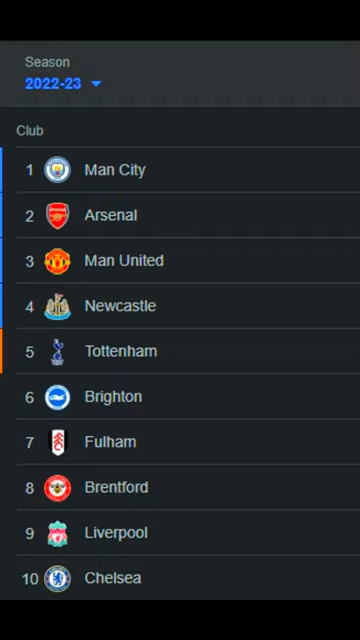 Season
2022-23
Club
1 Man City
2 Arsenal
3 Man United
4 Newcastle
5 Tottenham
6 Brighton
7 Fulham
8 Brentford
9 Liverpool
10 Chelsea